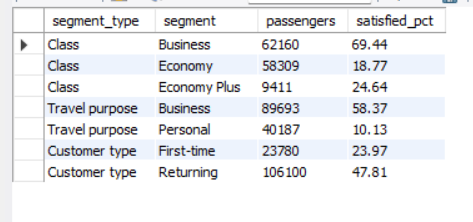 segment_type segment passengers satisfied_pct
Class Business 62160 69.44
Class Economy 58309 18.77
Class Economy Plus 9411 24.64
Travel purpose Business 89693 58.37
Travel purpose Personal 40187 10.13
Customer type First-time 23780 23.97
Customer type Returning 106100 47.81